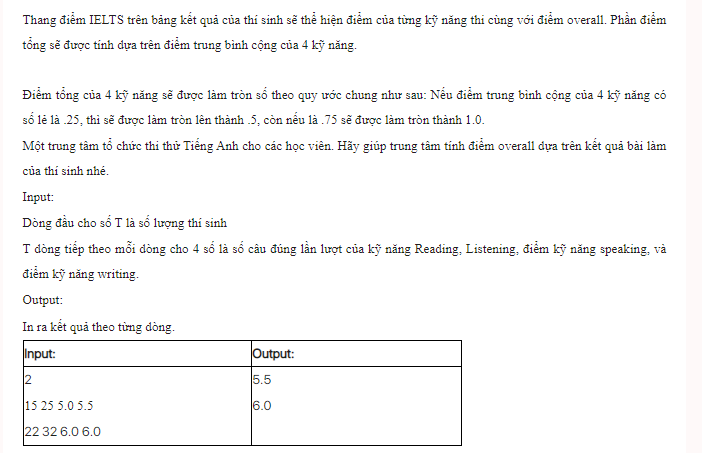 Thang điểm IELTS trên bảng kết quả của thí sinh sẽ thể hiện điểm của từng kỹ năng thi cùng với điểm overall. Phần điểm
tổng sẽ được tính dựa trên điểm trung bình cộng của 4 kỹ năng.
Điểm tổng của 4 kỹ năng sẽ được làm tròn số theo quy ước chung như sau: Nếu điểm trung bình cộng của 4 kỹ năng có
số lẻ là .25, thì sẽ được làm tròn lên thành .5, còn nếu là .75 sẽ được làm tròn thành 1.0.
Một trung tâm tổ chức thi thử Tiếng Anh cho các học viên. Hãy giúp trung tâm tính điểm overall dựa trên kết quả bài làm
của thí sinh nhé.
Input:
Dòng đầu cho số T là số lượng thí sinh
T dòng tiếp theo mỗi dòng cho 4 số là số câu đúng lần lượt của kỹ năng Reading, Listening, điểm kỹ năng speaking, và
điểm kỹ năng writing.
Output:
In ra kết quả theo từng dòng.
Input: Output:
2 5.5
15 25 5.0 5.5 6.0
22 32 6.0 6.0